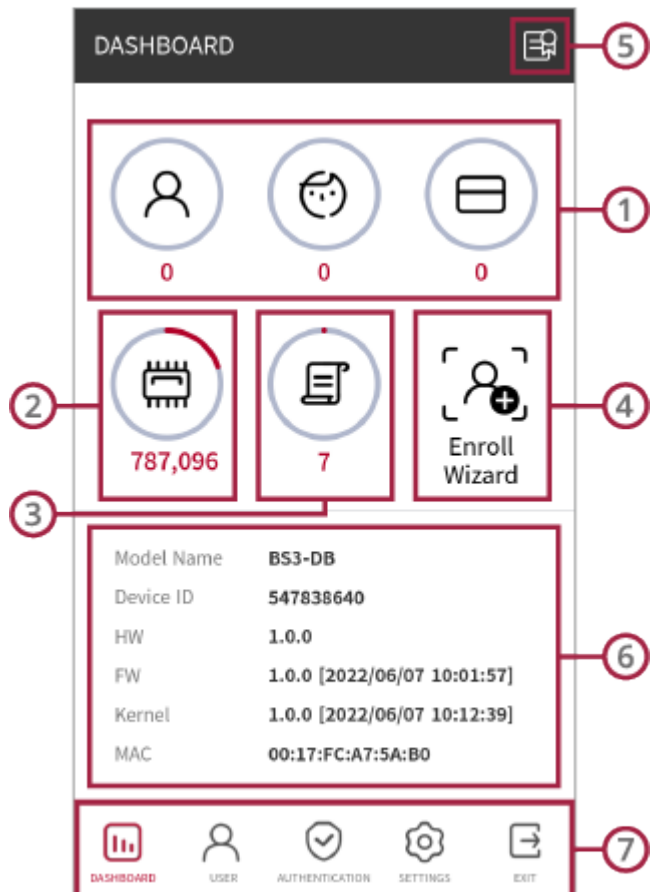 DASHBOARD
5
0 0 0
1
2
787,096
7
Enroll
Wizard
4
3
Model Name BS3-DB
Device ID 547838640
HW 1.0.0
FW 1.0.0 [2022/06/07 10:01:57]
Kernel 1.0.0 [2022/06/07 10:12:39]
MAC 00:17:FC:A7:5A:B0
6
DASHBOARD USER AUTHENTICATION SETTINGS EXIT
7